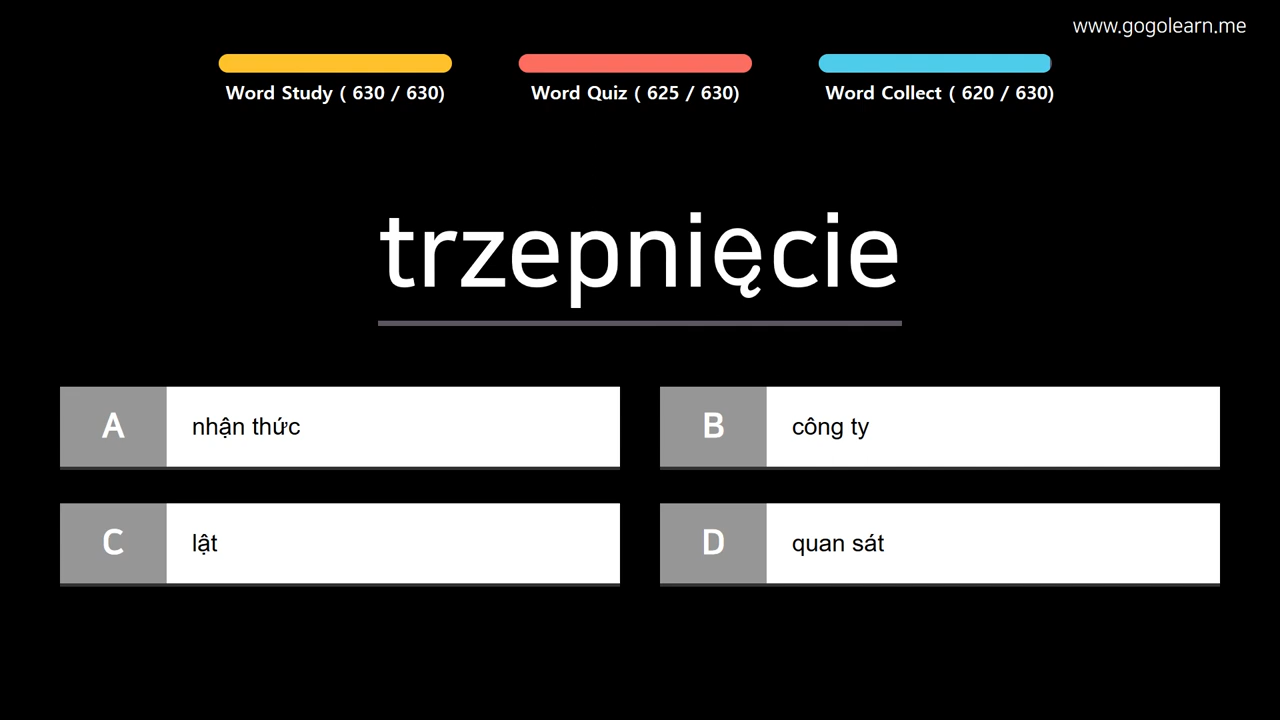 www.gogolearn.me
Word Study ( 630 / 630)
Word Quiz ( 625 / 630)
Word Collect ( 620 / 630)
trzepnięcie
A nhận thức
B công ty
C lật
D quan sát